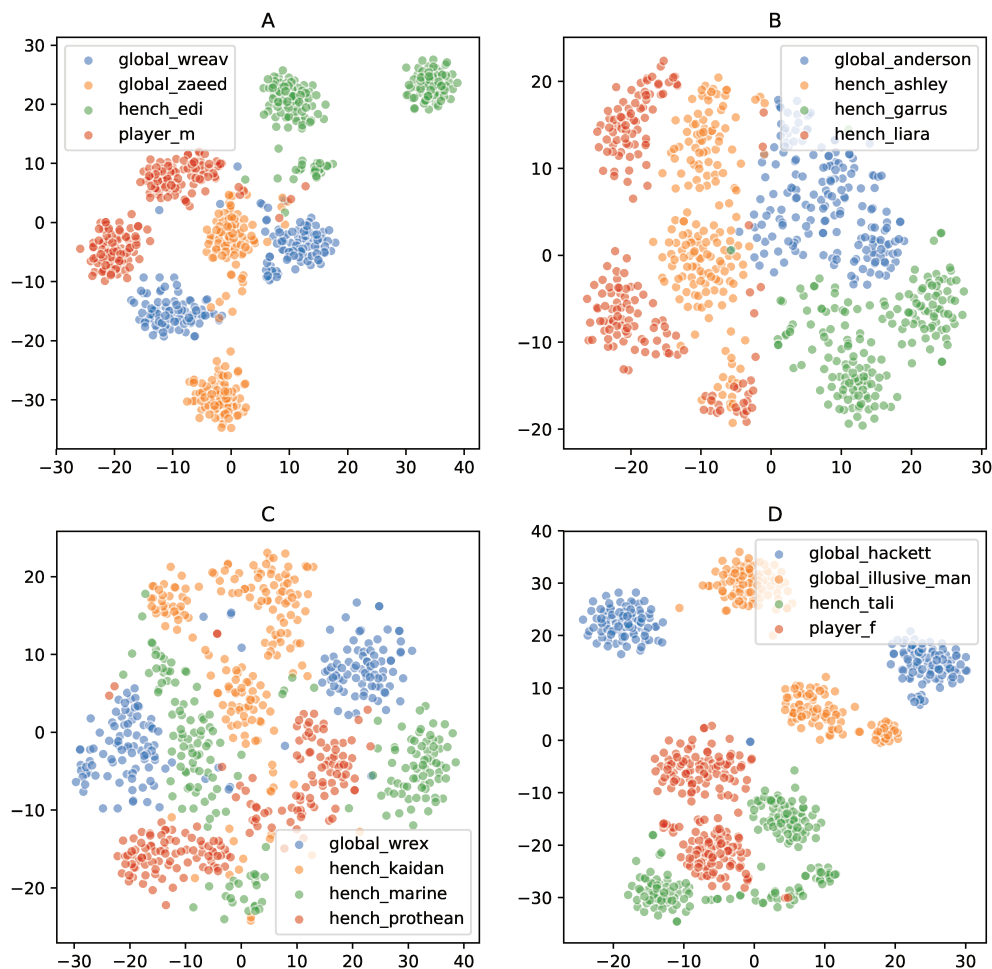 A
30
20
10
0
−10
−20
−30
−30 −20 −10 0 10 20 30 40
global_wreav
global_zaeed
hench_edi
player_m
B
20
10
0
−10
−20
−20 −10 0 10 20 30
global_anderson
hench_ashley
hench_garrus
hench_liara
C
20
10
0
−10
−20
−30 −20 −10 0 10 20 30 40
global_wrex
hench_kaidan
hench_marine
hench_prothean
D
40
30
20
10
0
−10
−20
−30
−20 −10 0 10 20 30
global_hackett
global_illusive_man
hench_tali
player_f